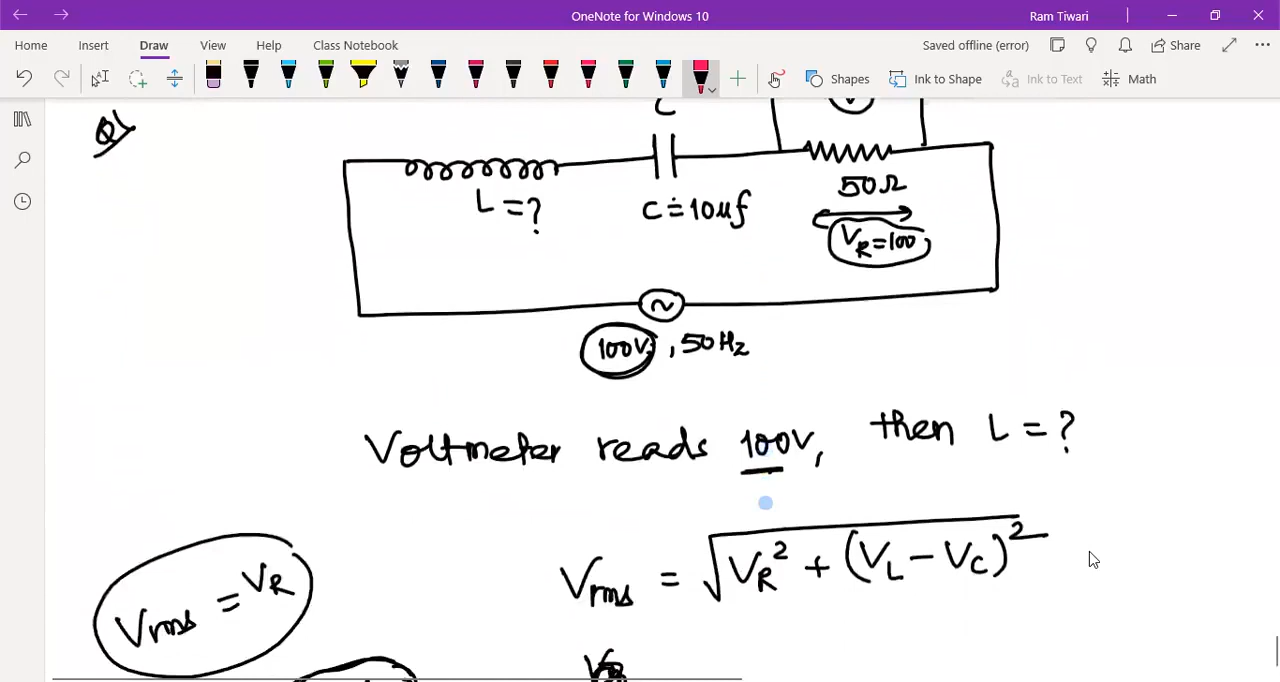 OneNote for Windows 10
Ram Tiwari
Home Insert Draw View Help Class Notebook
Saved offline (error)
Share
Shapes
Ink to Shape
Ink to Text
Math
Q)
C
V
L = ?
C = 10μf
50Ω
VR = 100
~
100V, 50Hz
Voltmeter reads 100V, then L = ?
Vrms = √VR² + (VL - VC)²
Vrms = VR